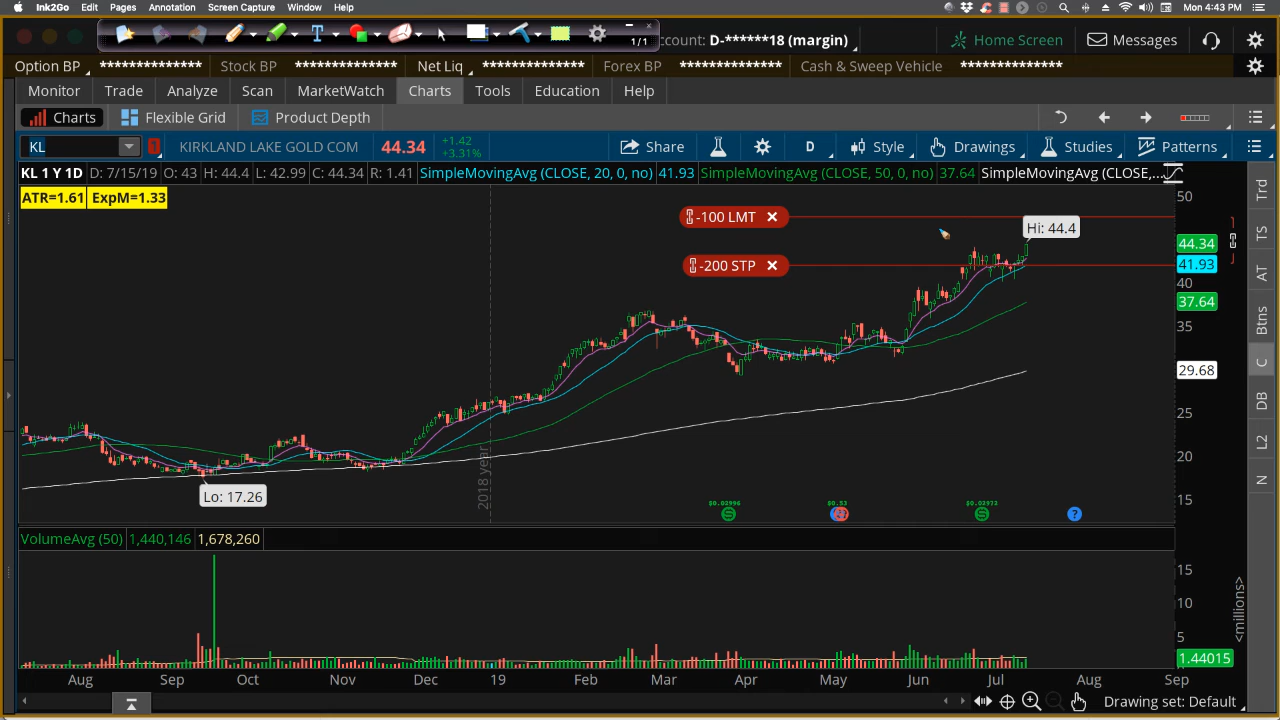 Ink2Go Edit Pages Annotation Screen Capture Window Help Mon 4:43 PM
1/1
ccount: D-******18 (margin) Home Screen Messages
Option BP ************** Stock BP ************** Net Liq ************** Forex BP ************** Cash & Sweep Vehicle **************
Monitor Trade Analyze Scan MarketWatch Charts Tools Education Help
Charts Flexible Grid Product Depth
KL 1 KIRKLAND LAKE GOLD COM 44.34 +1.42 +3.31% Share D Style Drawings Studies Patterns
KL 1 Y 1D D: 7/15/19 O: 43 H: 44.4 L: 42.99 C: 44.34 R: 1.41 SimpleMovingAvg (CLOSE, 20, 0, no) 41.93 SimpleMovingAvg (CLOSE, 50, 0, no) 37.64 SimpleMovingAvg (CLOSE,...
ATR=1.61 ExpM=1.33
50
-100 LMT
Hi: 44.4
44.34
-200 STP
41.93
40
37.64
35
29.68
25
20
15
Lo: 17.26
2018 year
$0.02996 $0.53 $0.02973
S S ?
VolumeAvg (50) 1,440,146 1,678,260
15
10
5
1.44015
<millions>
Aug Sep Oct Nov Dec 19 Feb Mar Apr May Jun Jul Aug Sep
Drawing set: Default
Trd
TS
AT
Btns
C
DB
L2
N